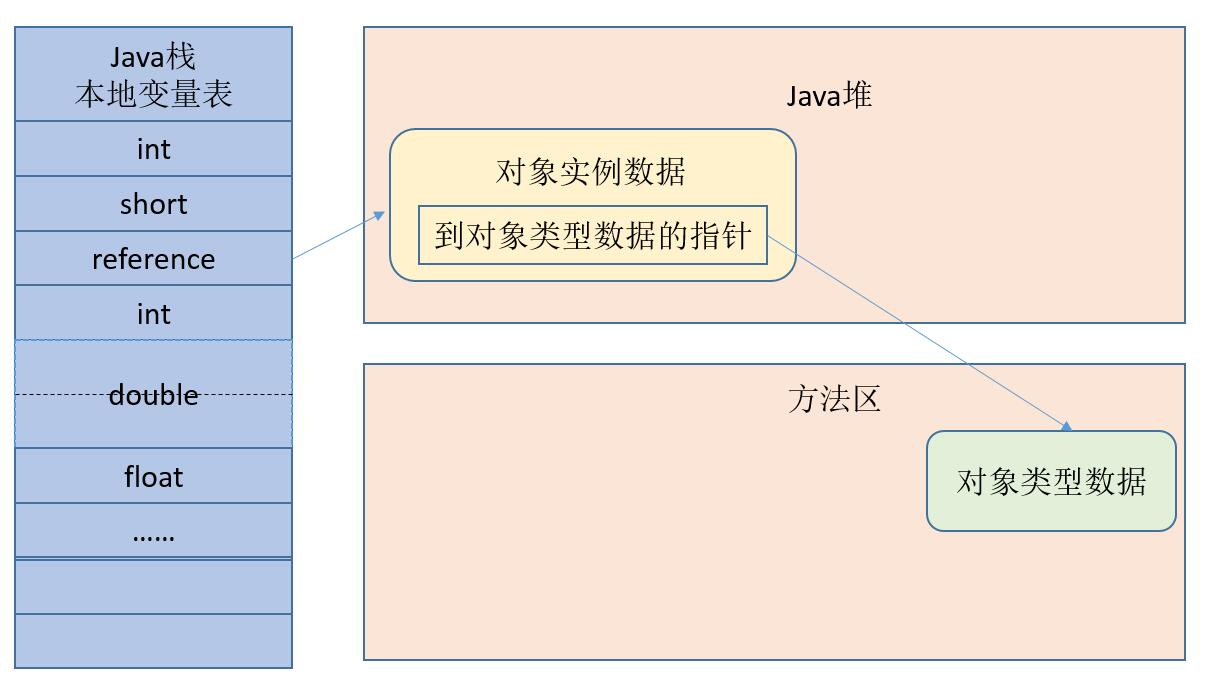 Java栈
本地变量表
int
short
reference
int
double
float
......
Java堆
对象实例数据
到对象类型数据的指针
方法区
对象类型数据